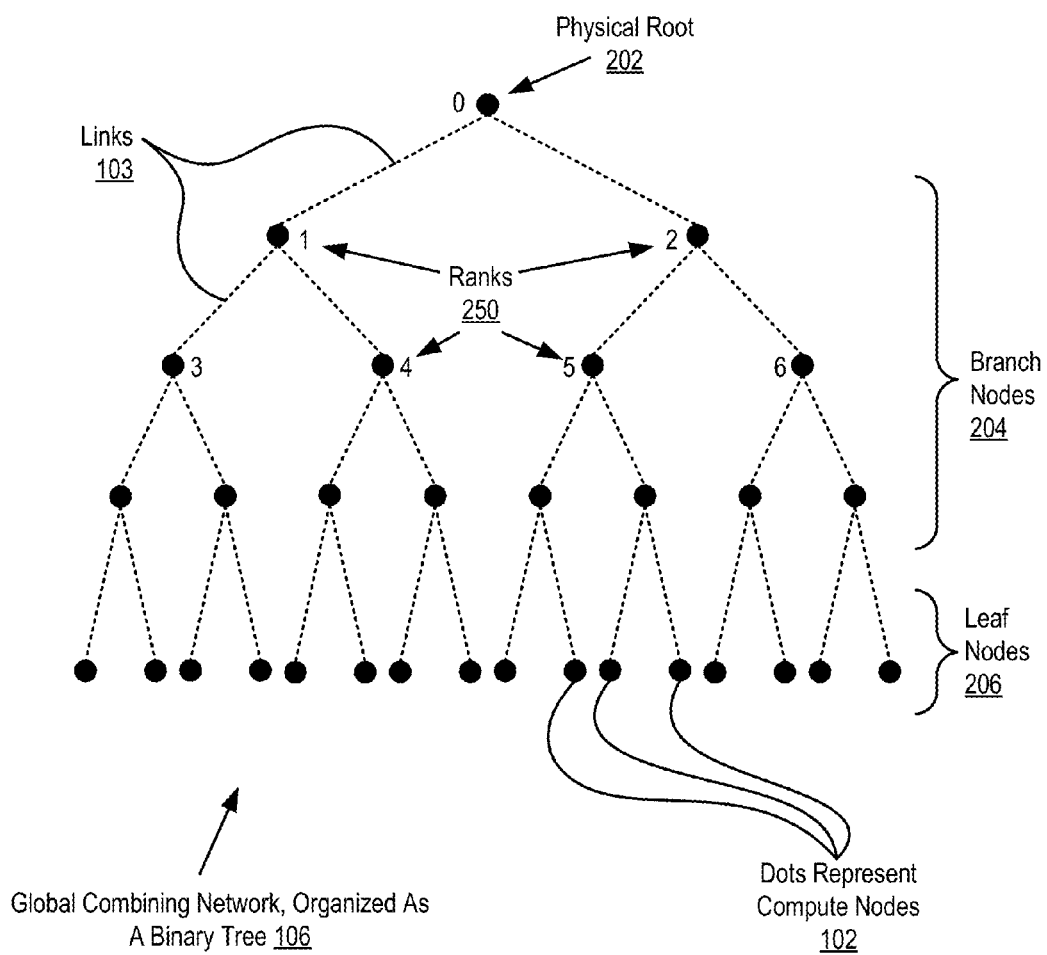 Physical Root
202
0
Links
103
1
2
Ranks
250
3
4
5
6
Branch
Nodes
204
Leaf
Nodes
206
Dots Represent
Compute Nodes
102
Global Combining Network, Organized As
A Binary Tree 106